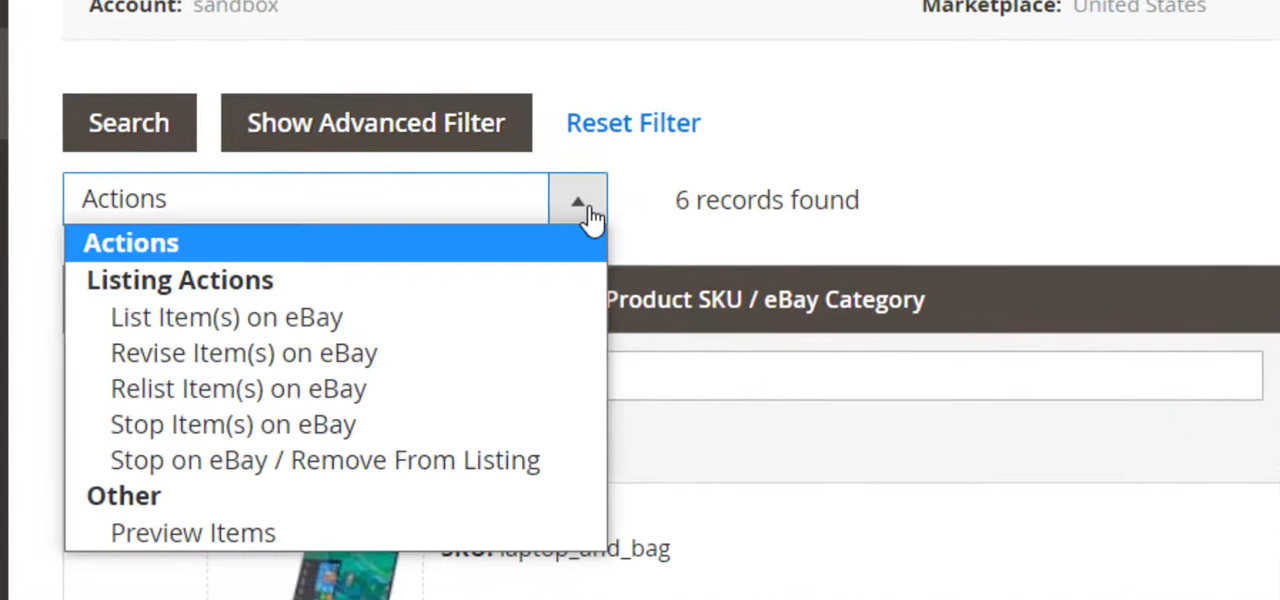 Account: sandbox Marketplace: United States
Search Show Advanced Filter Reset Filter
Actions 6 records found
Actions
Listing Actions
Product SKU / eBay Category
List Item(s) on eBay
Revise Item(s) on eBay
Relist Item(s) on eBay
Stop Item(s) on eBay
Stop on eBay / Remove From Listing
Other
Preview Items
SKU: laptop_and_bag